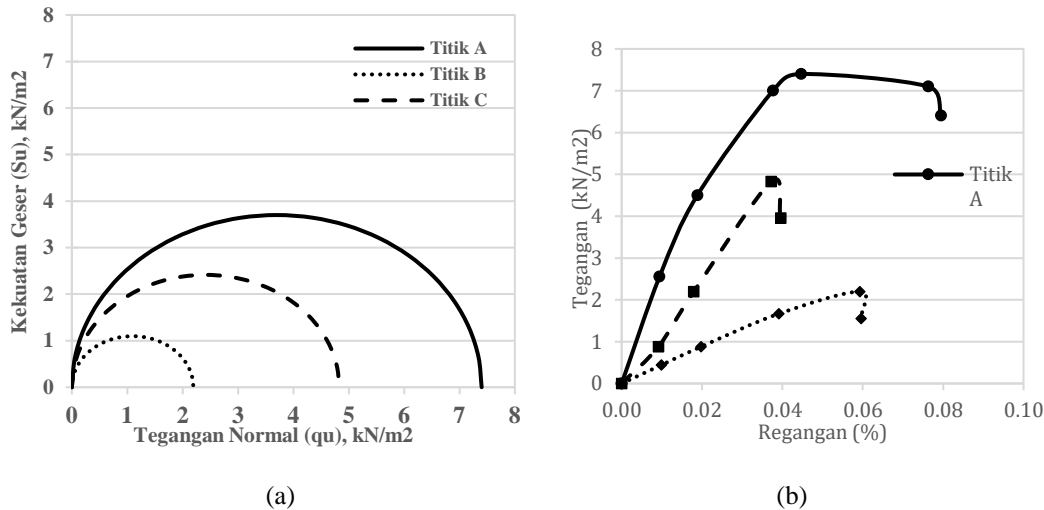 Kekuatan Geser (Su), kN/m2
8
7
6
5
4
3
2
1
0
Titik A
Titik B
Titik C
0 1 2 3 4 5 6 7 8
Tegangan Normal (qu), kN/m2
(a)
Tegangan (kN/m2)
8
7
6
5
4
3
2
1
0
Titik
A
0.00 0.02 0.04 0.06 0.08 0.10
Regangan (%)
(b)